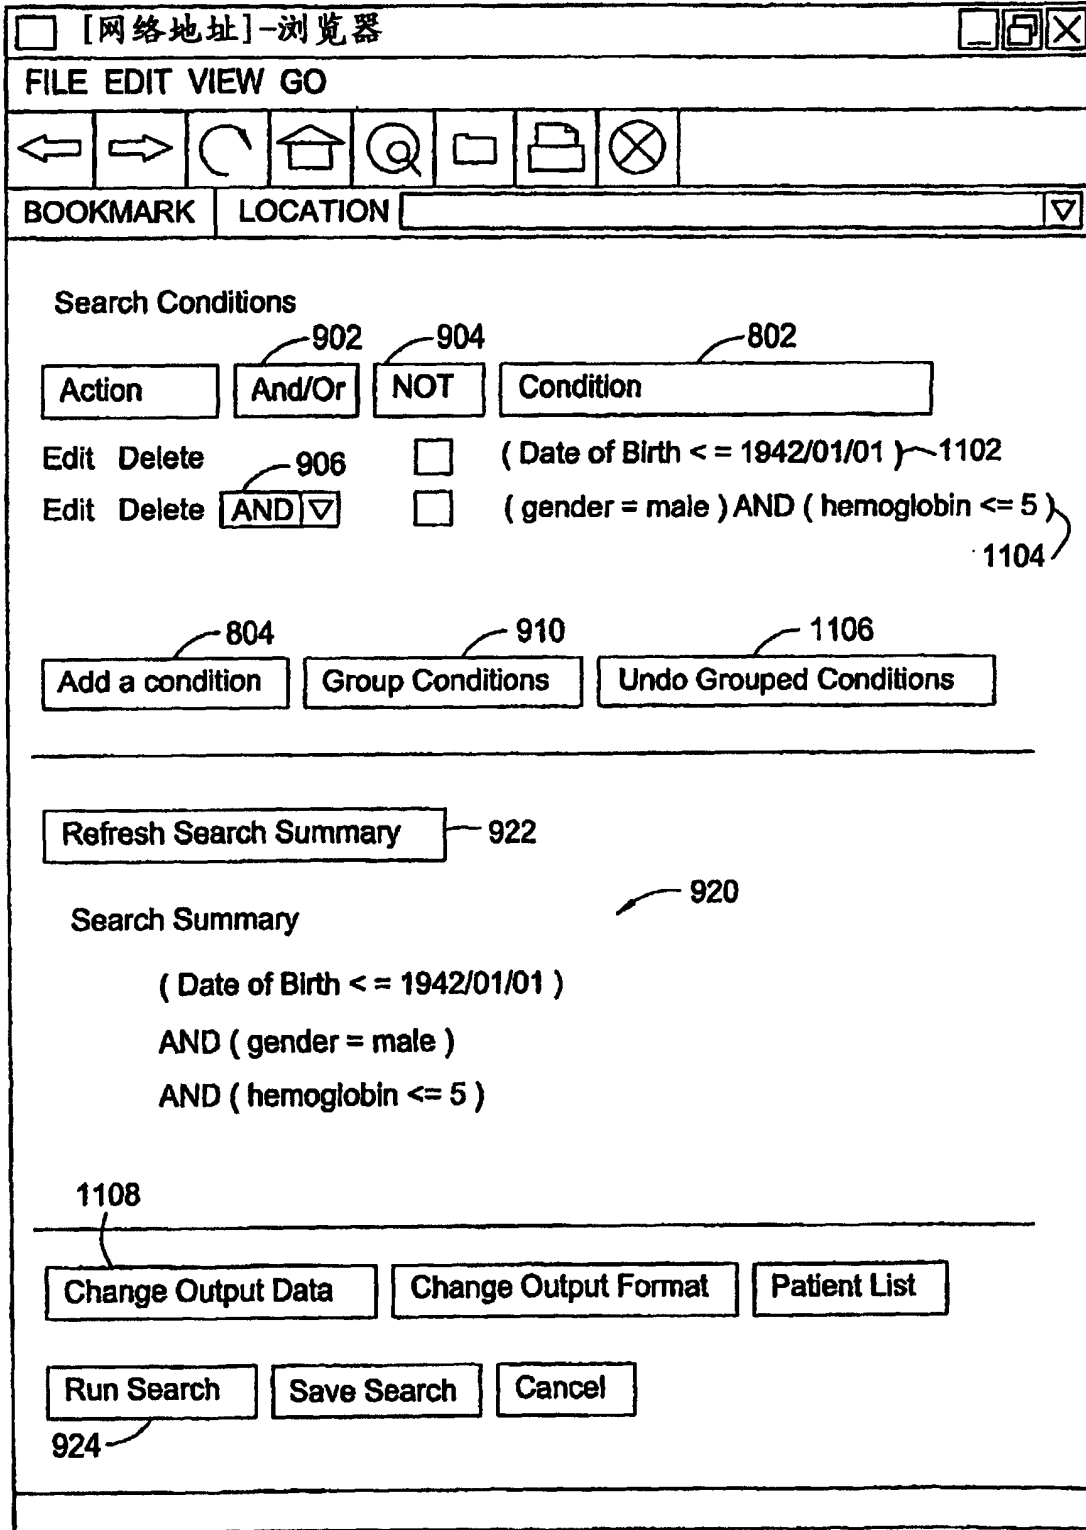 [网络地址]-浏览器
FILE EDIT VIEW GO
BOOKMARK LOCATION
Search Conditions
902 904 802
Action And/Or NOT Condition
Edit Delete ( Date of Birth < = 1942/01/01 ) 1102
906
Edit Delete AND ( gender = male ) AND ( hemoglobin <= 5 )
1104
804 910 1106
Add a condition Group Conditions Undo Grouped Conditions
Refresh Search Summary 922
920
Search Summary
( Date of Birth < = 1942/01/01 )
AND ( gender = male )
AND ( hemoglobin <= 5 )
1108
Change Output Data Change Output Format Patient List
Run Search Save Search Cancel
924